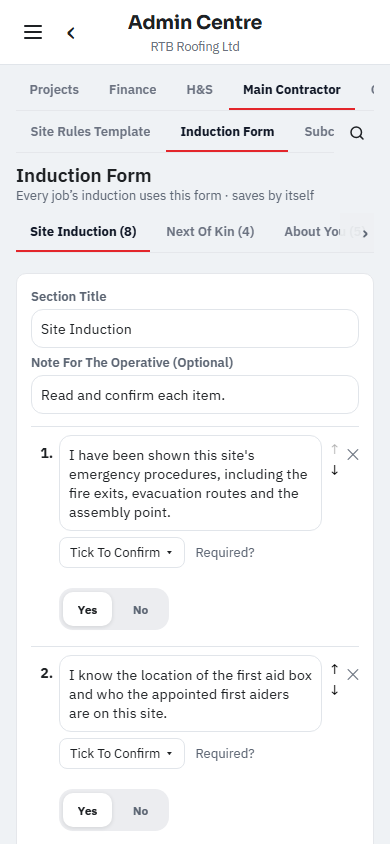 Admin Centre
RTB Roofing Ltd
Projects Finance H&S Main Contractor
Site Rules Template Induction Form Subc
Induction Form
Every job's induction uses this form · saves by itself
Site Induction (8) Next Of Kin (4) About You
Section Title
Site Induction
Note For The Operative (Optional)
Read and confirm each item.
1. I have been shown this site's
emergency procedures, including the
fire exits, evacuation routes and the
assembly point.
Tick To Confirm Required?
Yes No
2. I know the location of the first aid box
and who the appointed first aiders
are on this site.
Tick To Confirm Required?
Yes No